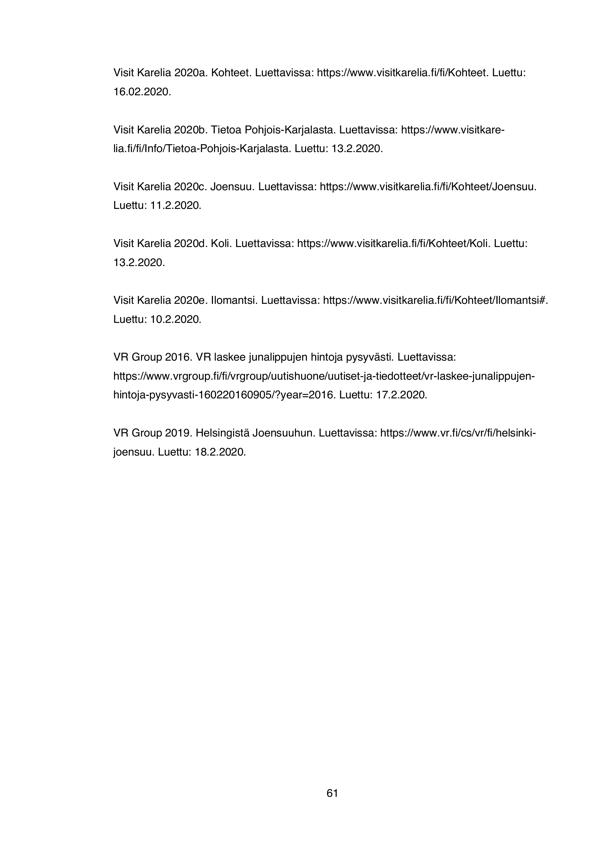 Visit Karelia 2020a. Kohteet. Luettavissa: https://www.visitkarelia.fi/fi/Kohteet. Luettu:
16.02.2020.
Visit Karelia 2020b. Tietoa Pohjois-Karjalasta. Luettavissa: https://www.visitkare-
lia.fi/fi/Info/Tietoa-Pohjois-Karjalasta. Luettu: 13.2.2020.
Visit Karelia 2020c. Joensuu. Luettavissa: https://www.visitkarelia.fi/fi/Kohteet/Joensuu.
Luettu: 11.2.2020.
Visit Karelia 2020d. Koli. Luettavissa: https://www.visitkarelia.fi/fi/Kohteet/Koli. Luettu:
13.2.2020.
Visit Karelia 2020e. Ilomantsi. Luettavissa: https://www.visitkarelia.fi/fi/Kohteet/Ilomantsi#.
Luettu: 10.2.2020.
VR Group 2016. VR laskee junalippujen hintoja pysyvästi. Luettavissa:
https://www.vrgroup.fi/fi/vrgroup/uutishuone/uutiset-ja-tiedotteet/vr-laskee-junalippujen-
hintoja-pysyvasti-160220160905/?year=2016. Luettu: 17.2.2020.
VR Group 2019. Helsingistä Joensuuhun. Luettavissa: https://www.vr.fi/cs/vr/fi/helsinki-
joensuu. Luettu: 18.2.2020.
61